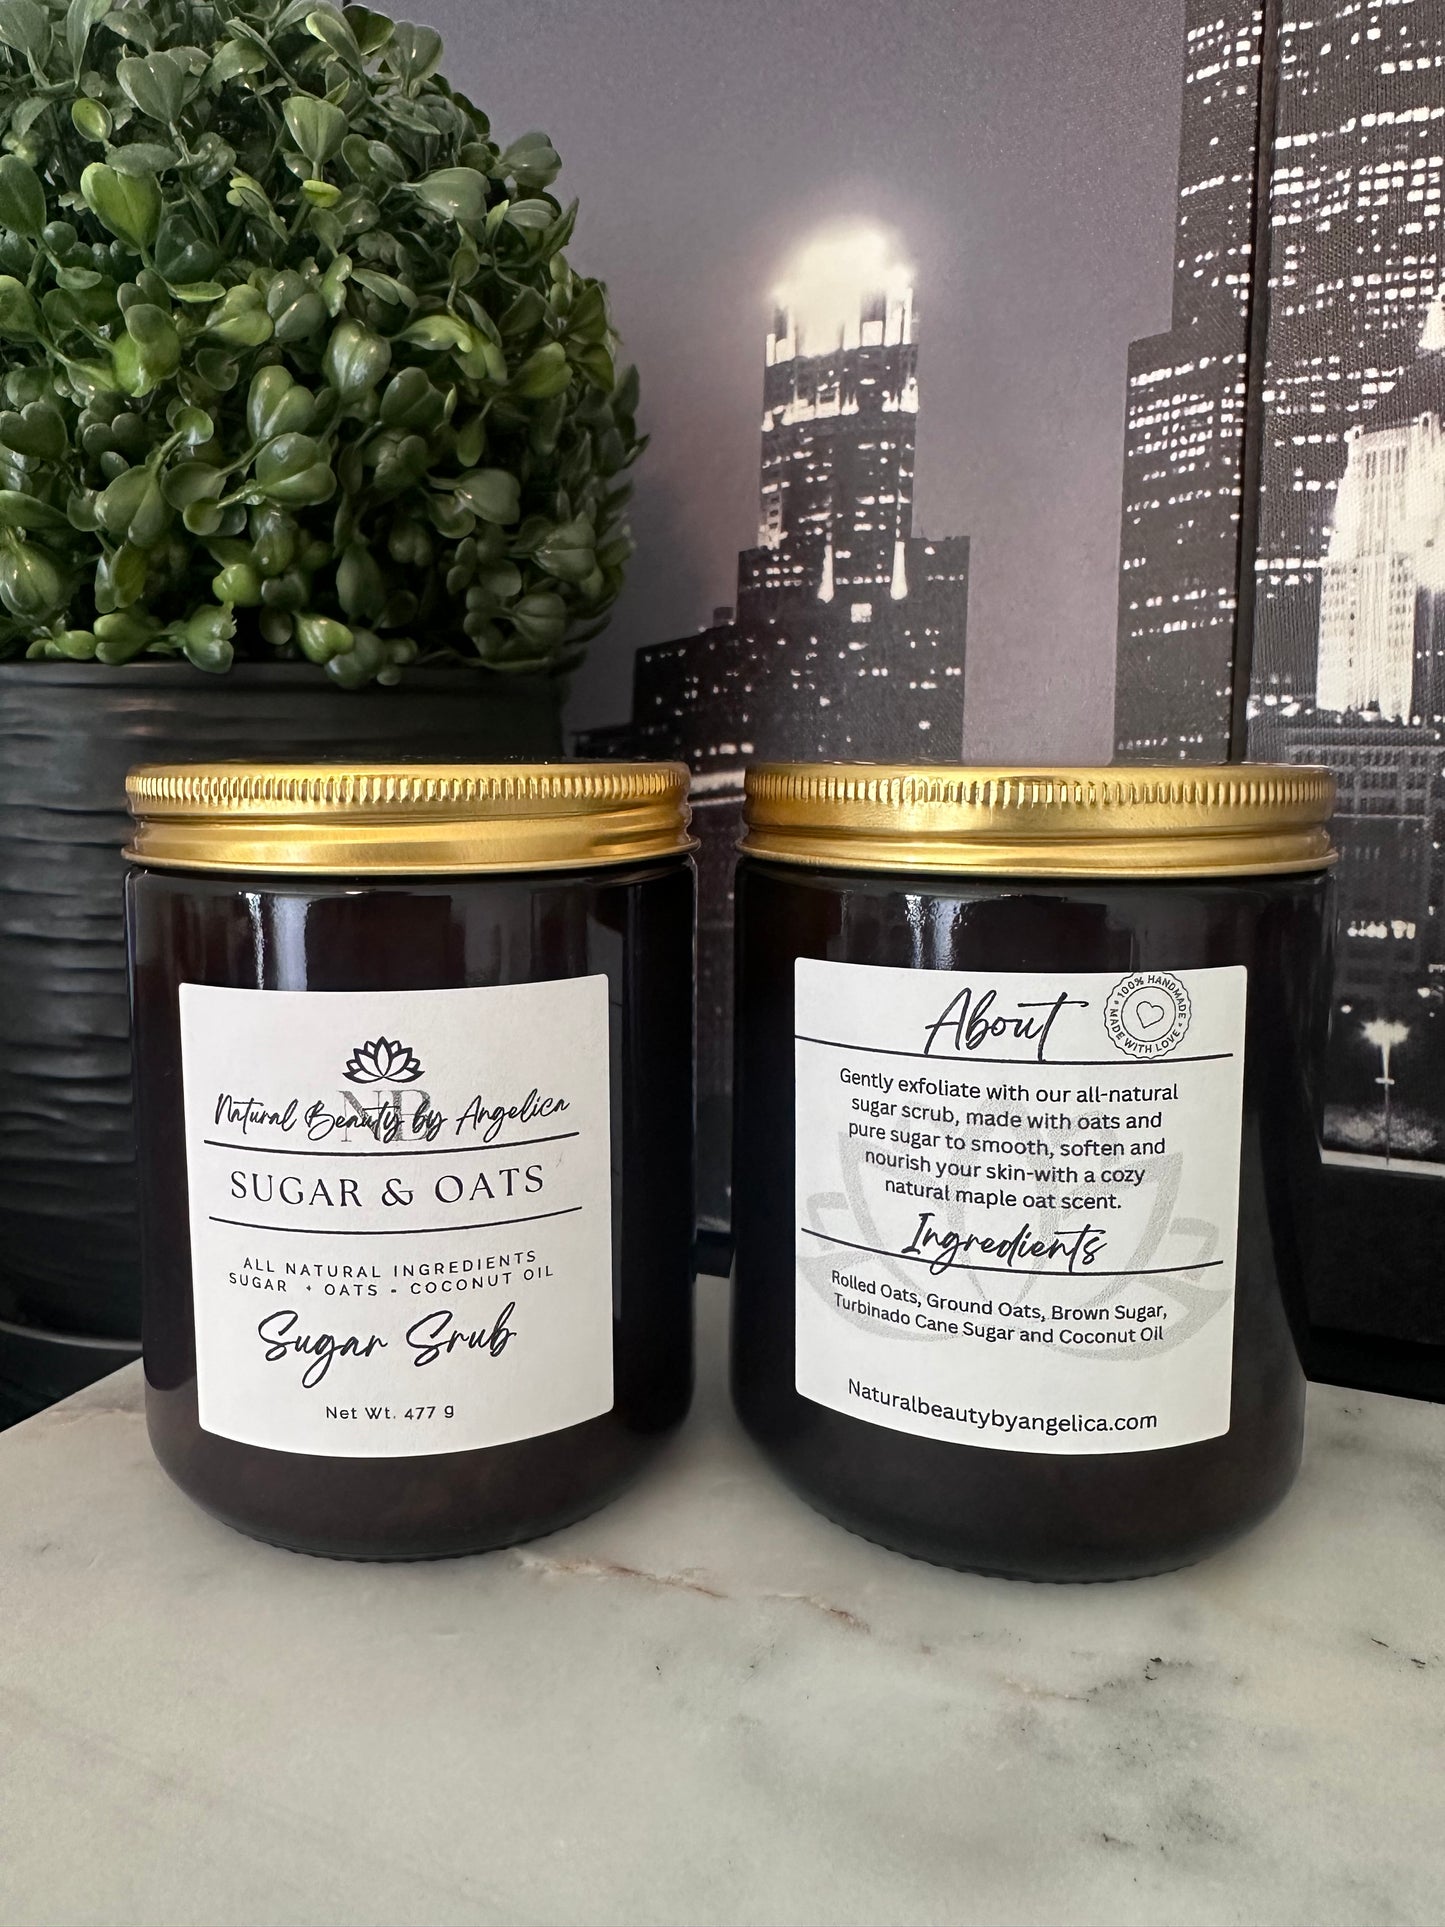 NB
Natural Beauty by Angelica
SUGAR & OATS
ALL NATURAL INGREDIENTS
SUGAR + OATS - COCONUT OIL
Sugar Srub
Net Wt. 477 g
About
100% HANDMADE
MADE WITH LOVE
Gently exfoliate with our all-natural
sugar scrub, made with oats and
pure sugar to smooth, soften and
nourish your skin-with a cozy
natural maple oat scent.
Ingredients
Rolled Oats, Ground Oats, Brown Sugar,
Turbinado Cane Sugar and Coconut Oil
Naturalbeautybyangelica.com